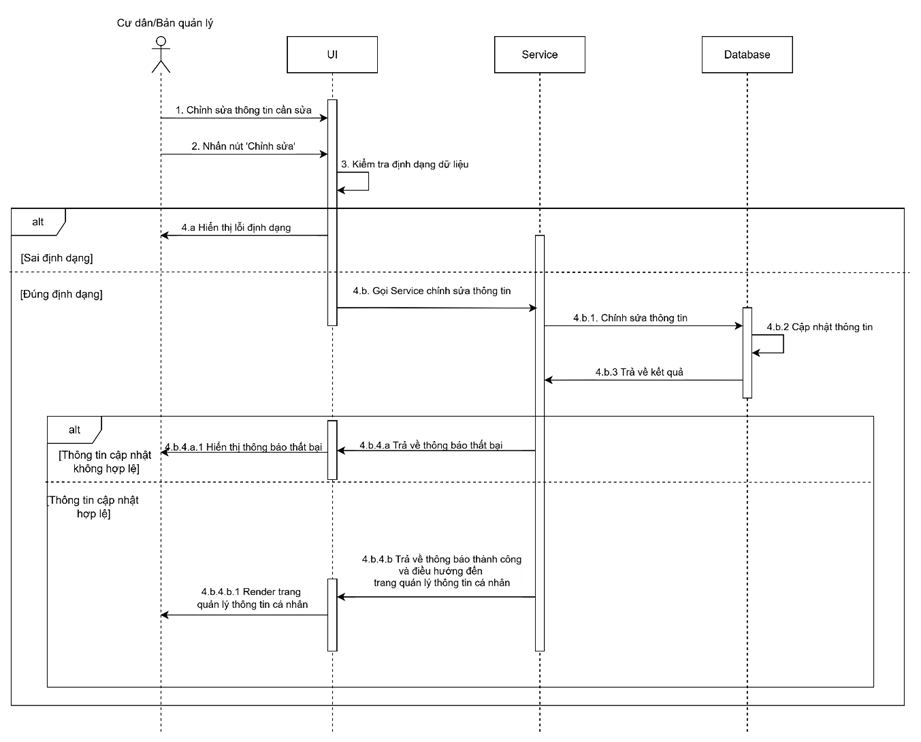 Cư dân/Bản quản lý
UI
Service
Database
1. Chỉnh sửa thông tin cần sửa
2. Nhấn nút 'Chỉnh sửa'
3. Kiểm tra định dạng dữ liệu
alt
4.a Hiển thị lỗi định dạng
[Sai định dạng]
[Đúng định dạng]
4.b. Gọi Service chỉnh sửa thông tin
4.b.1. Chỉnh sửa thông tin
4.b.2 Cập nhật thông tin
4.b.3 Trả về kết quả
alt
4.b.4.a.1 Hiển thị thông báo thất bại
4.b.4.a Trả về thông báo thất bại
[Thông tin cập nhật
không hợp lệ]
[Thông tin cập nhật
hợp lệ]
4.b.4.b Trả về thông báo thành công
và điều hướng đến
trang quản lý thông tin cá nhân
4.b.4.b.1 Render trang
quản lý thông tin cá nhân